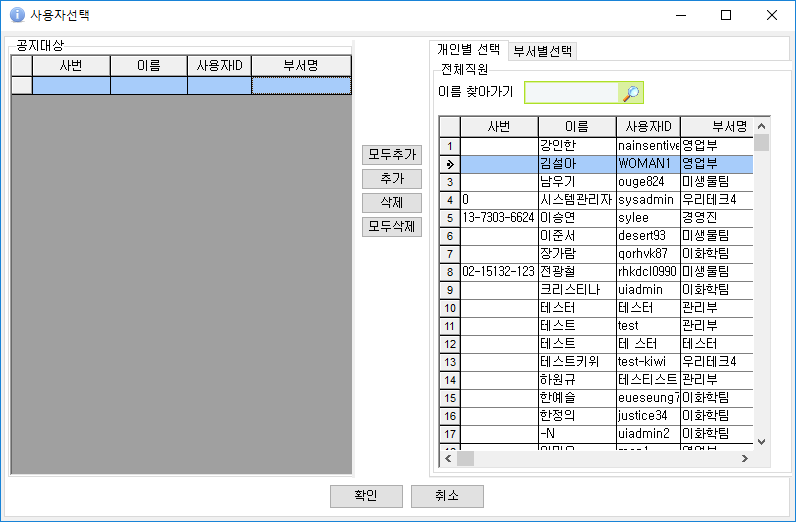 사용자선택
공지대상
사번 이름 사용자ID 부서명
모두추가
추가
삭제
모두삭제
개인별 선택 부서별선택
전체직원
이름 찾아가기
사번 이름 사용자ID 부서명
1 강인한 nainsentive 영업부
김설아 WOMAN1 영업부
3 남우기 ouge824 미생물팀
4 0 시스템관리자 sysadmin 우리테크4
5 13-7303-6624 이승연 sylee 경영진
6 이준서 desert93 미생물팀
7 장가람 qorhvk87 이화학팀
8 02-15132-123 전광철 rhkdcl0990 미생물팀
9 크리스티나 uiadmin 이화학팀
10 테스터 테스터 관리부
11 테스트 test 관리부
12 테스트 테 스터 테스터
13 테스트키위 test-kiwi 우리테크4
14 하원규 테스티스트 관리부
15 한예슬 eueseung7 이화학팀
16 한정의 justice34 이화학팀
17 -N uiadmin2 이화학팀
확인 취소